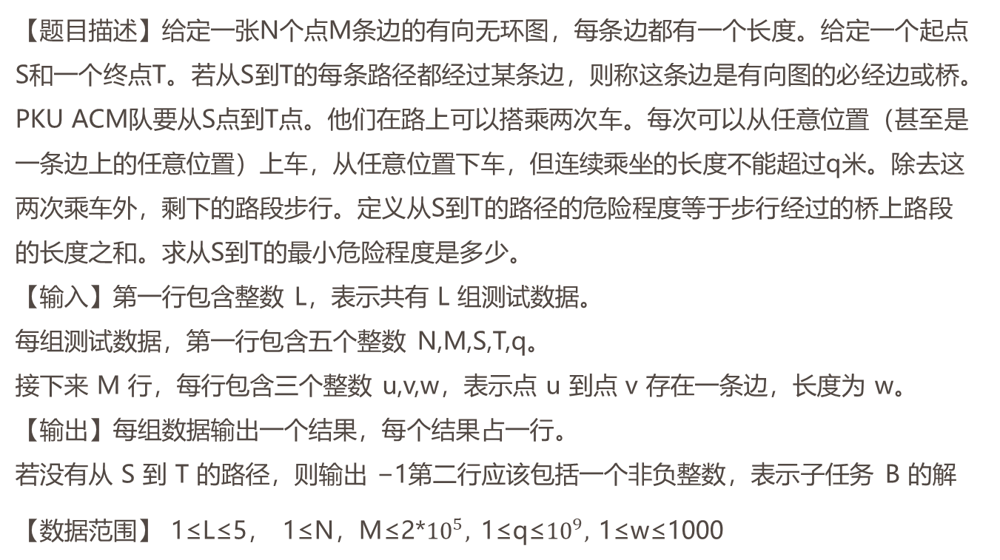 【题目描述】给定一张N个点M条边的有向无环图，每条边都有一个长度。给定一个起点
S和一个终点T。若从S到T的每条路径都经过某条边，则称这条边是有向图的必经边或桥。
PKU ACM队要从S点到T点。他们在路上可以搭乘两次车。每次可以从任意位置（甚至是
一条边上的任意位置）上车，从任意位置下车，但连续乘坐的长度不能超过q米。除去这
两次乘车外，剩下的路段步行。定义从S到T的路径的危险程度等于步行经过的桥上路段
的长度之和。求从S到T的最小危险程度是多少。
【输入】第一行包含整数 L，表示共有 L 组测试数据。
每组测试数据，第一行包含五个整数 N,M,S,T,q。
接下来 M 行，每行包含三个整数 u,v,w，表示点 u 到点 v 存在一条边，长度为 w。
【输出】每组数据输出一个结果，每个结果占一行。
若没有从 S 到 T 的路径，则输出 −1第二行应该包括一个非负整数，表示子任务 B 的解
【数据范围】 1≤L≤5， 1≤N，M≤2*10⁵, 1≤q≤10⁹, 1≤w≤1000